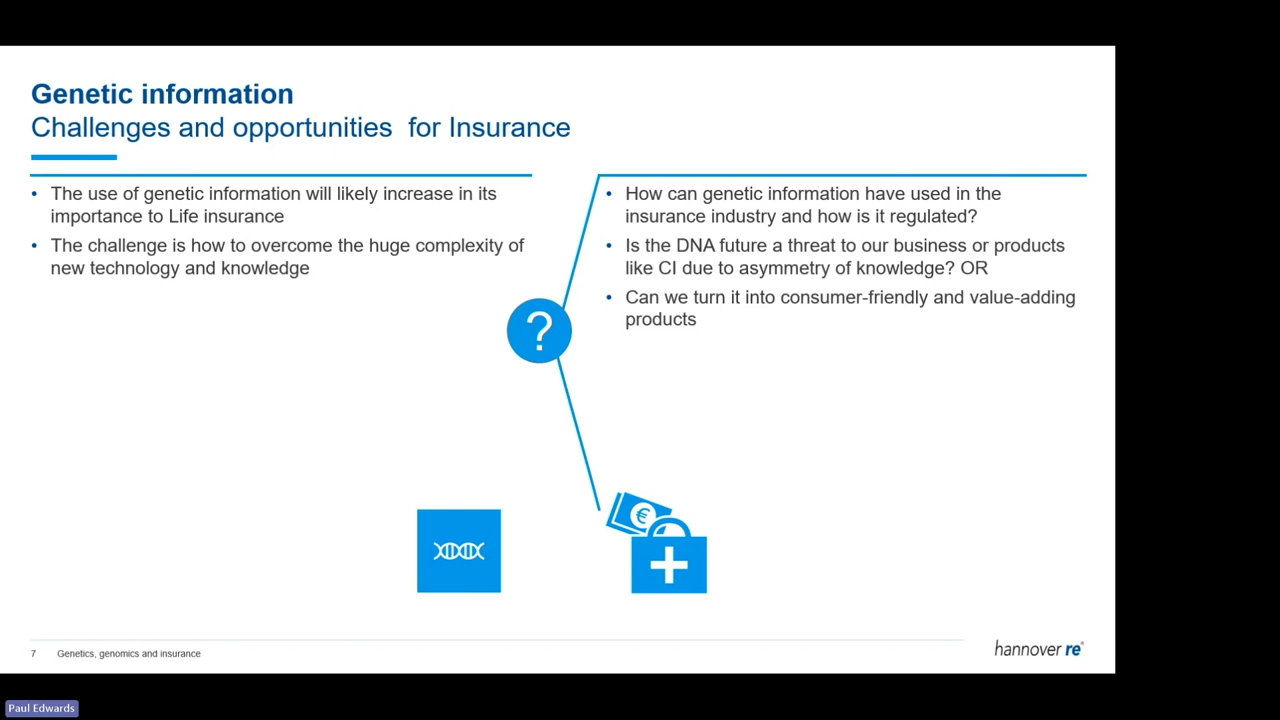 Genetic information
Challenges and opportunities  for Insurance
• The use of genetic information will likely increase in its
importance to Life insurance
• The challenge is how to overcome the huge complexity of
new technology and knowledge
• How can genetic information have used in the
insurance industry and how is it regulated?
• Is the DNA future a threat to our business or products
like CI due to asymmetry of knowledge? OR
• Can we turn it into consumer-friendly and value-adding
products
?
€
7 Genetics, genomics and insurance
hannover re®
Paul Edwards